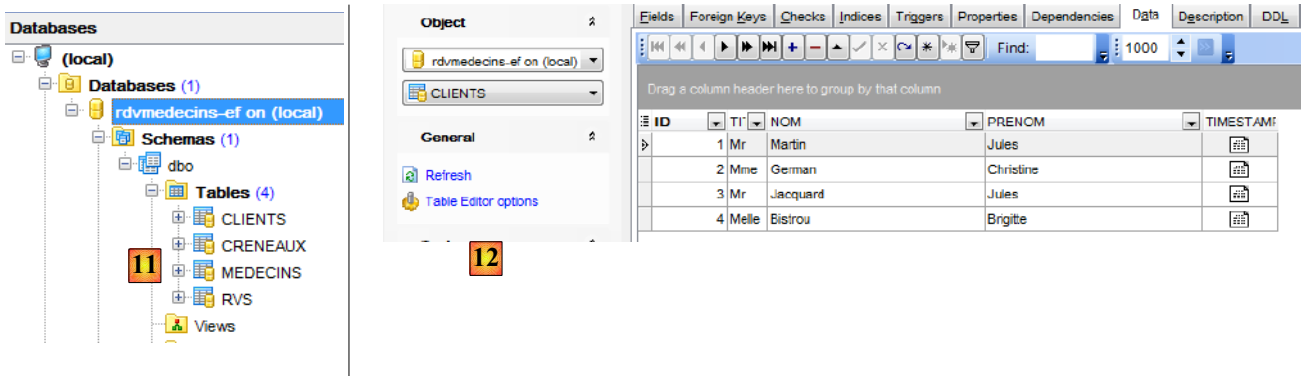 Databases
(local)
Databases (1)
rdvmedecins-ef on (local)
Schemas (1)
dbo
Tables (4)
CLIENTS
CRENEAUX
MEDECINS
RVS
Views
11
Object
rdvmedecins-ef on (local)
CLIENTS
General
Refresh
Table Editor options
12
Fields Foreign Keys Checks Indices Triggers Properties Dependencies Data Description DDL
Find: 1000
Drag a column header here to group by that column
ID TI NOM PRENOM TIMESTAMP
1 Mr Martin Jules
2 Mme German Christine
3 Mr Jacquard Jules
4 Melle Bistrou Brigitte